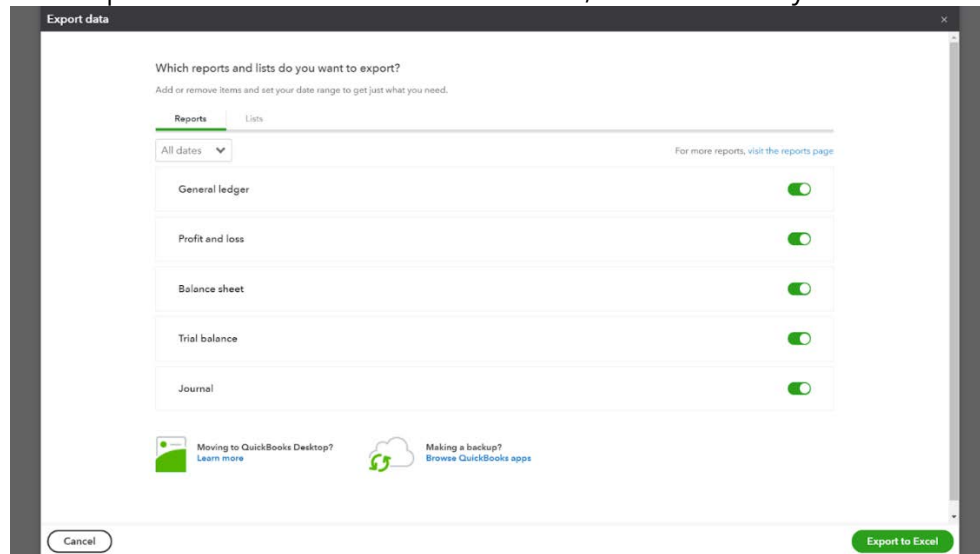 Export data
Which reports and lists do you want to export?
Add or remove items and set your date range to get just what you need.
Reports Lists
All dates
For more reports, visit the reports page
General ledger
Profit and loss
Balance sheet
Trial balance
Journal
Moving to QuickBooks Desktop?
Learn more
Making a backup?
Browse QuickBooks apps
Cancel
Export to Excel